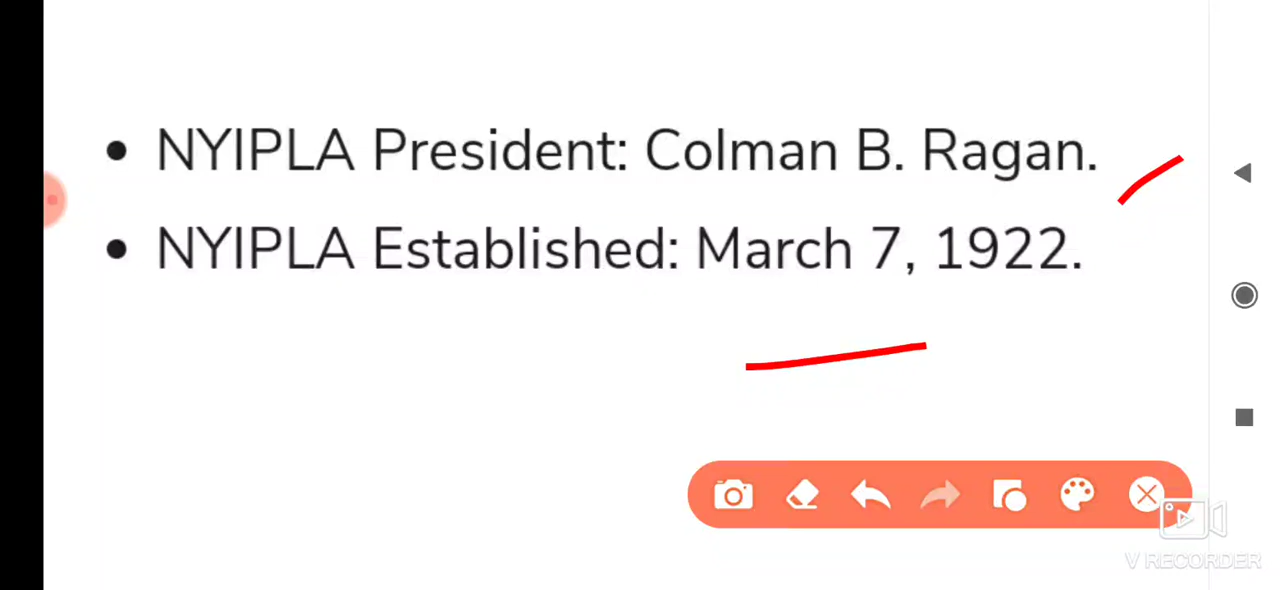 • NYIPLA President: Colman B. Ragan.
• NYIPLA Established: March 7, 1922.
V RECORDER